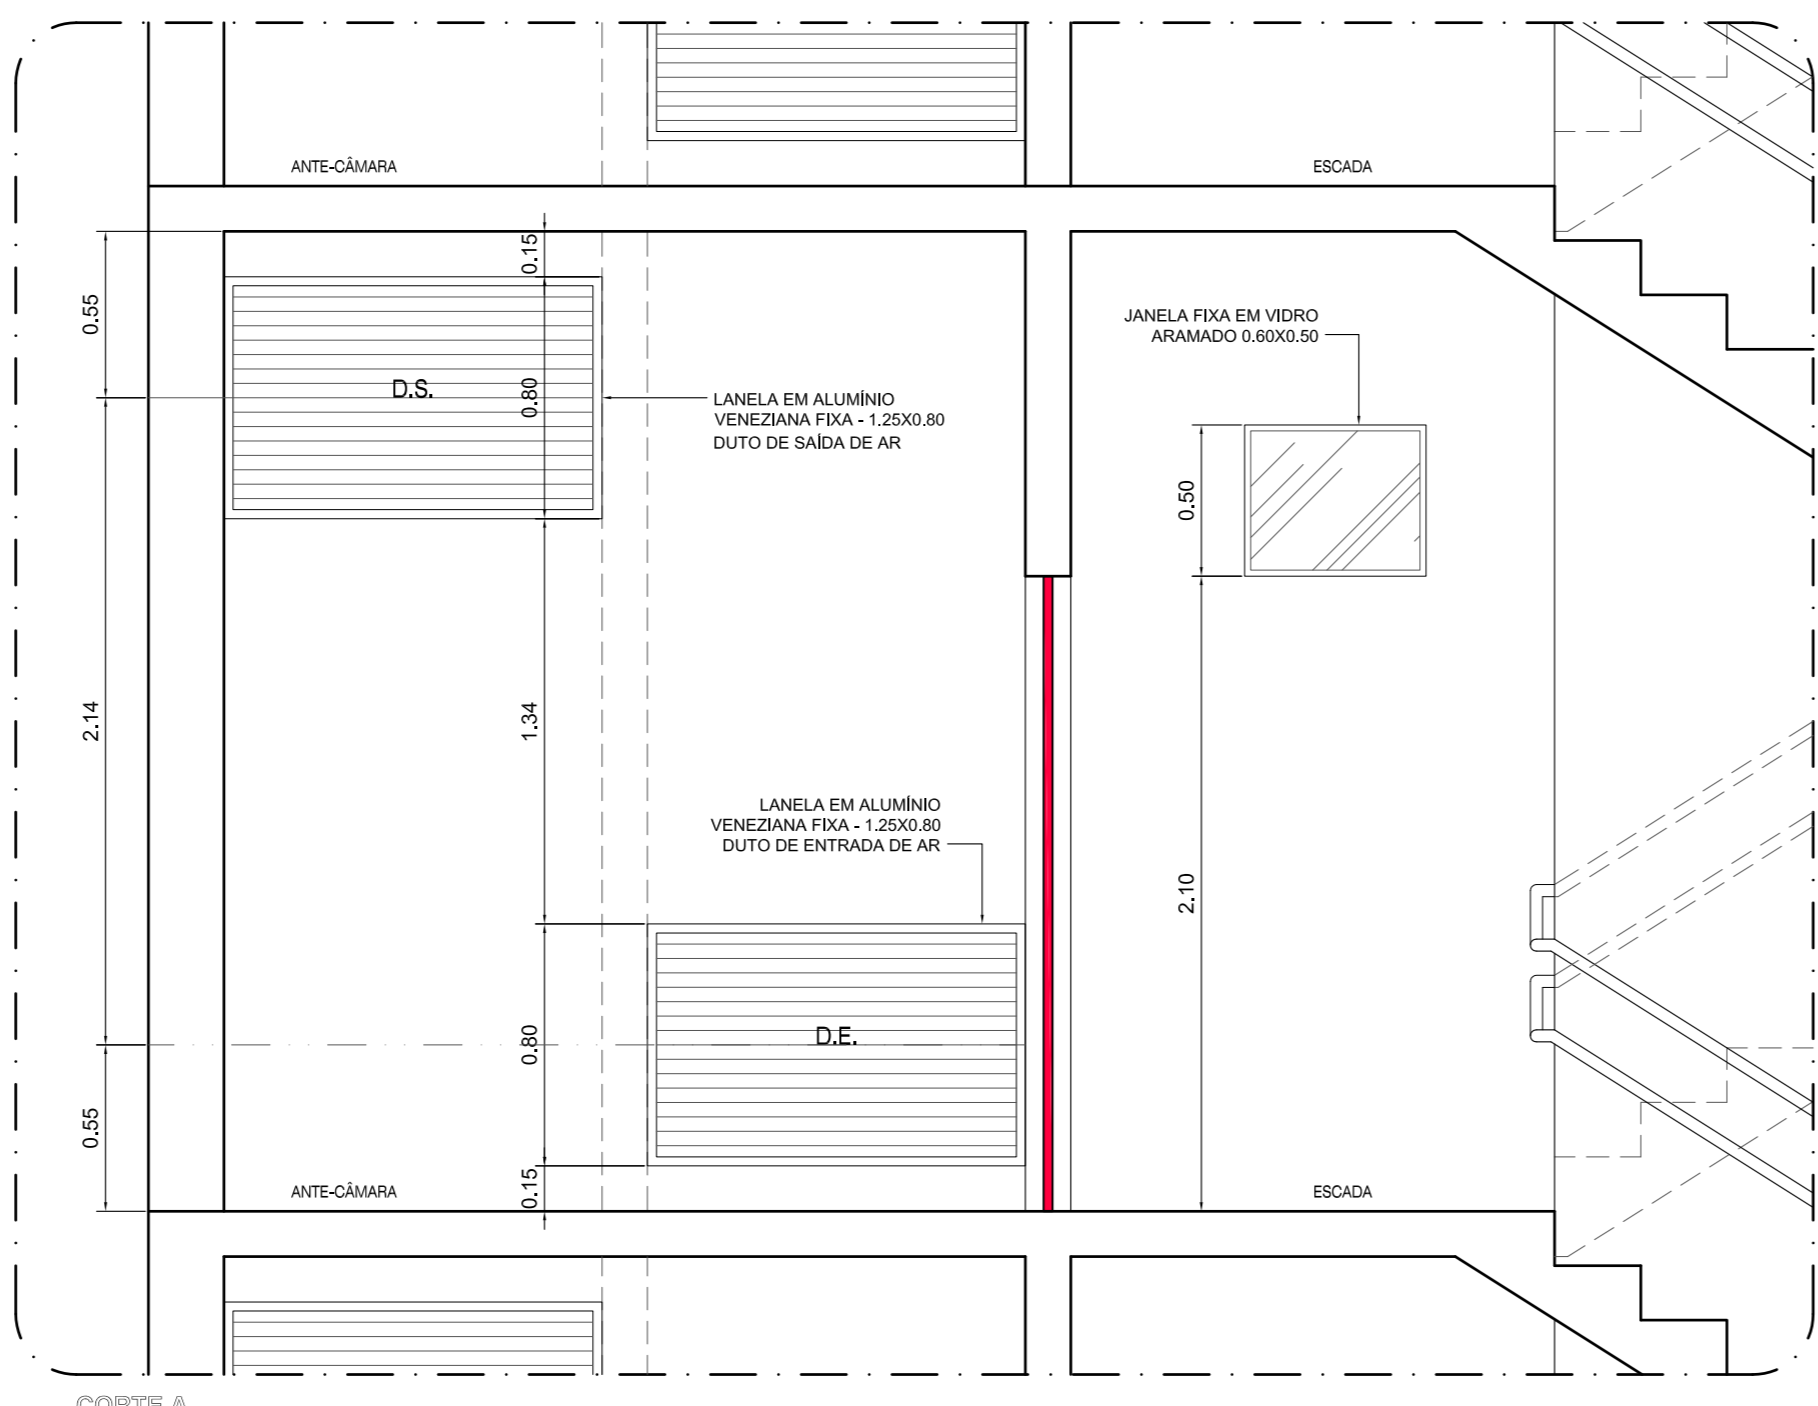 ANTE-CÂMARA
ESCADA
0.15
0.55
JANELA FIXA EM VIDRO
ARAMADO 0.60X0.50
D.S.
0.80
LANELA EM ALUMÍNIO
VENEZIANA FIXA - 1.25X0.80
DUTO DE SAÍDA DE AR
0.50
2.14
1.34
LANELA EM ALUMÍNIO
VENEZIANA FIXA - 1.25X0.80
DUTO DE ENTRADA DE AR
2.10
D.E.
0.80
0.55
0.15
ANTE-CÂMARA
ESCADA
CORTE A